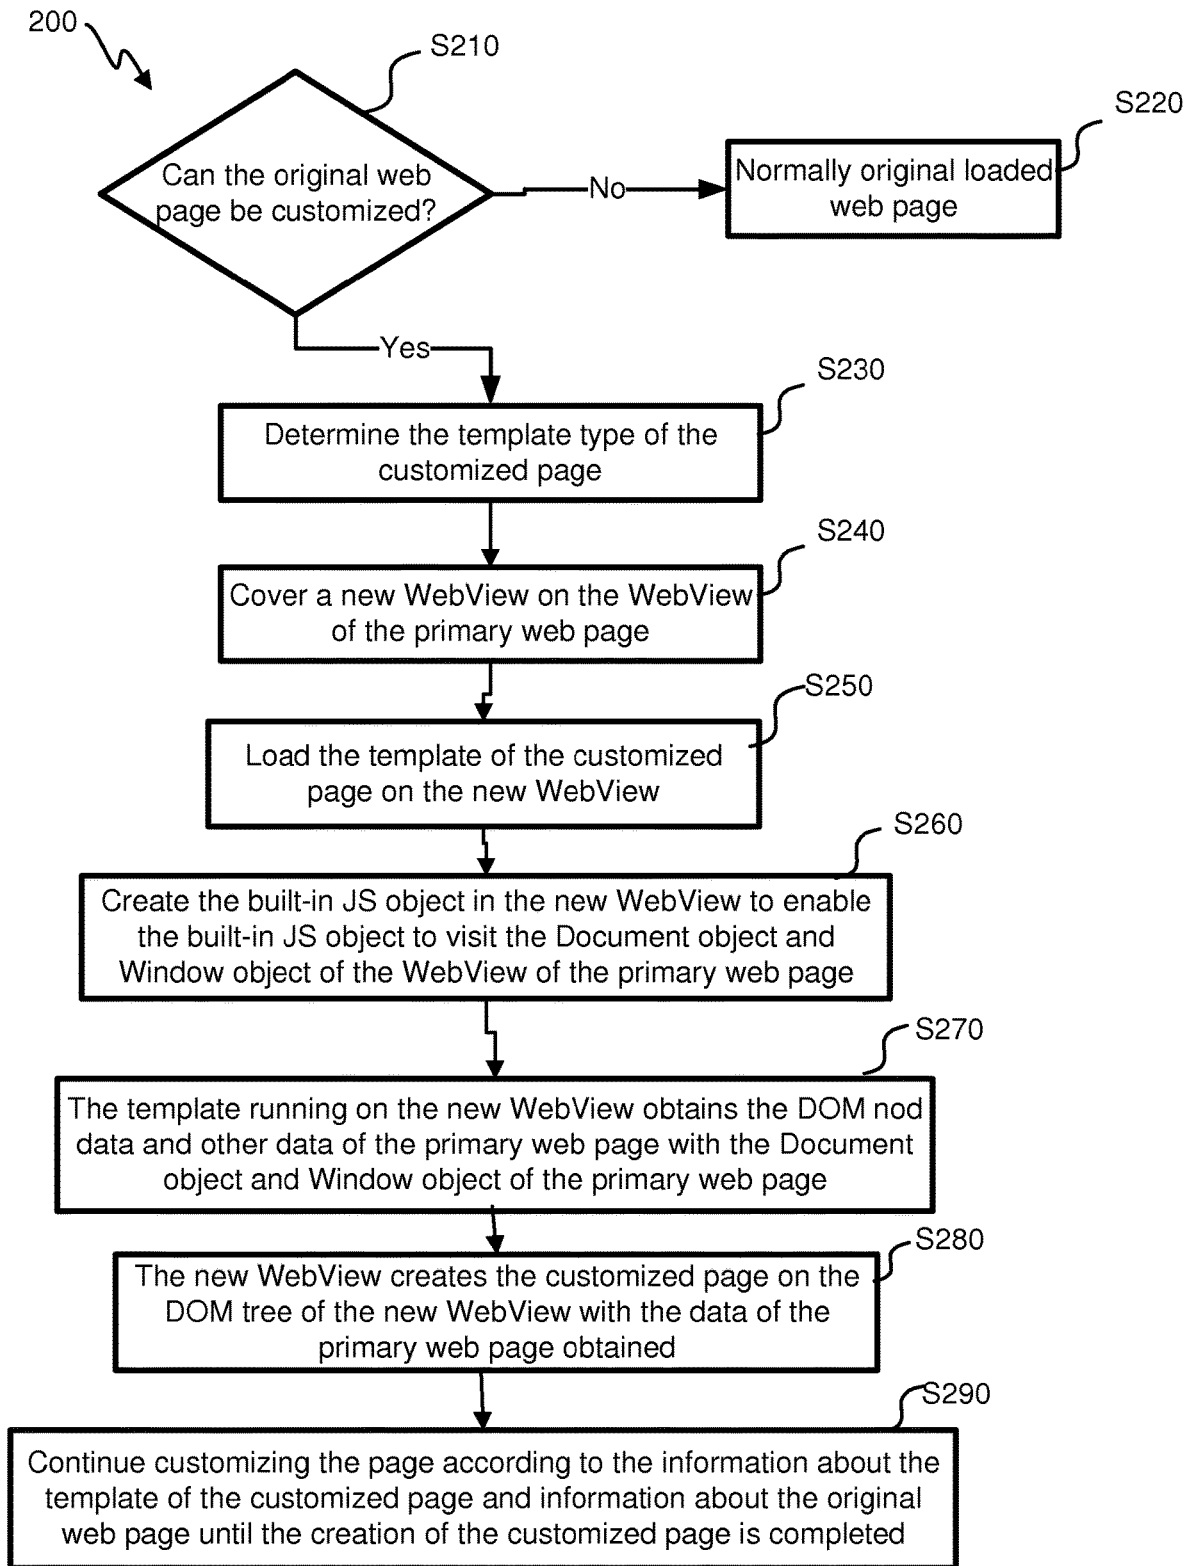 200
S210
Can the original web
page be customized?
No
S220
Normally original loaded
web page
Yes
S230
Determine the template type of the
customized page
S240
Cover a new WebView on the WebView
of the primary web page
S250
Load the template of the customized
page on the new WebView
S260
Create the built-in JS object in the new WebView to enable
the built-in JS object to visit the Document object and
Window object of the WebView of the primary web page
S270
The template running on the new WebView obtains the DOM nod
data and other data of the primary web page with the Document
object and Window object of the primary web page
S280
The new WebView creates the customized page on the
DOM tree of the new WebView with the data of the
primary web page obtained
S290
Continue customizing the page according to the information about the
template of the customized page and information about the original
web page until the creation of the customized page is completed